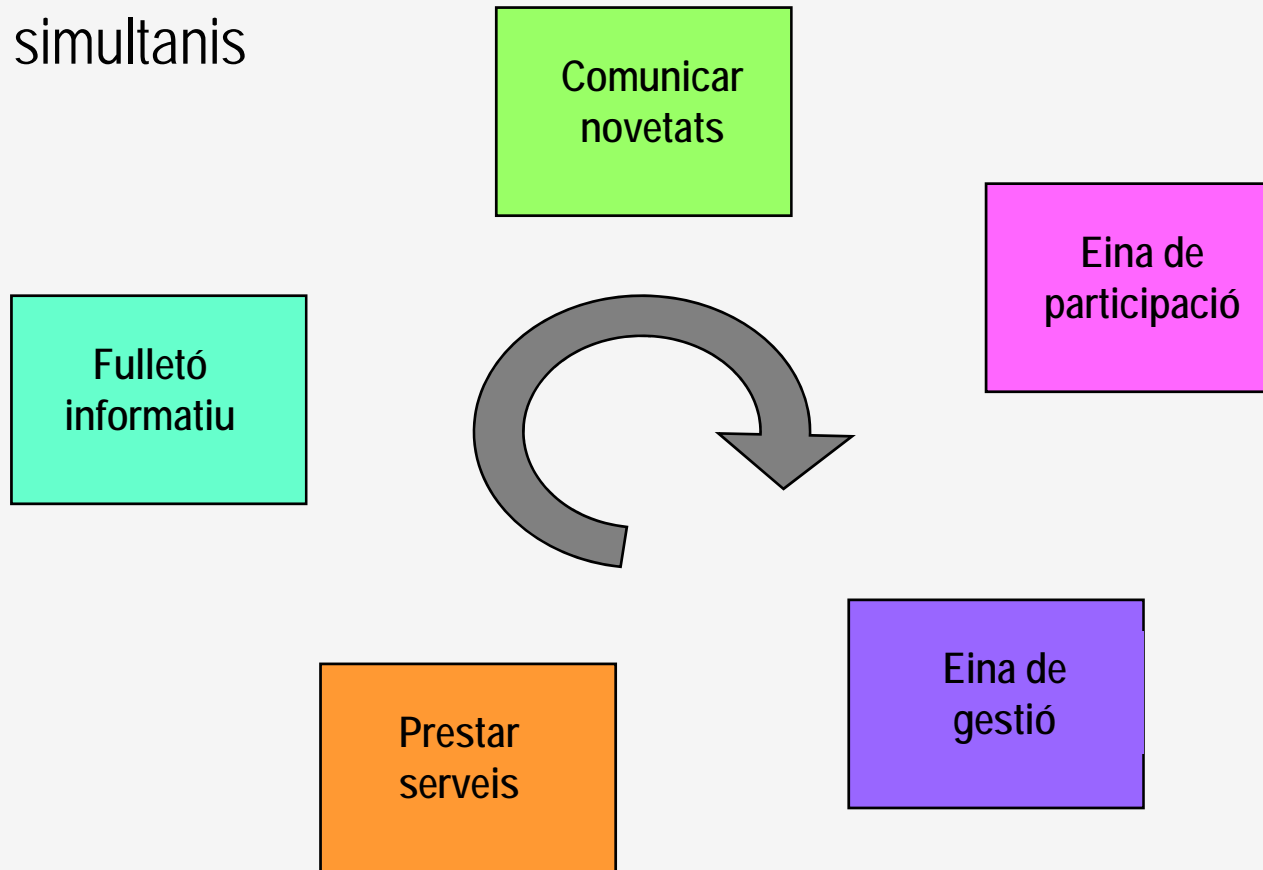 simultanis
Comunicar
novetats
Eina de
participació
Fulletó
informatiu
Eina de
gestió
Prestar
serveis